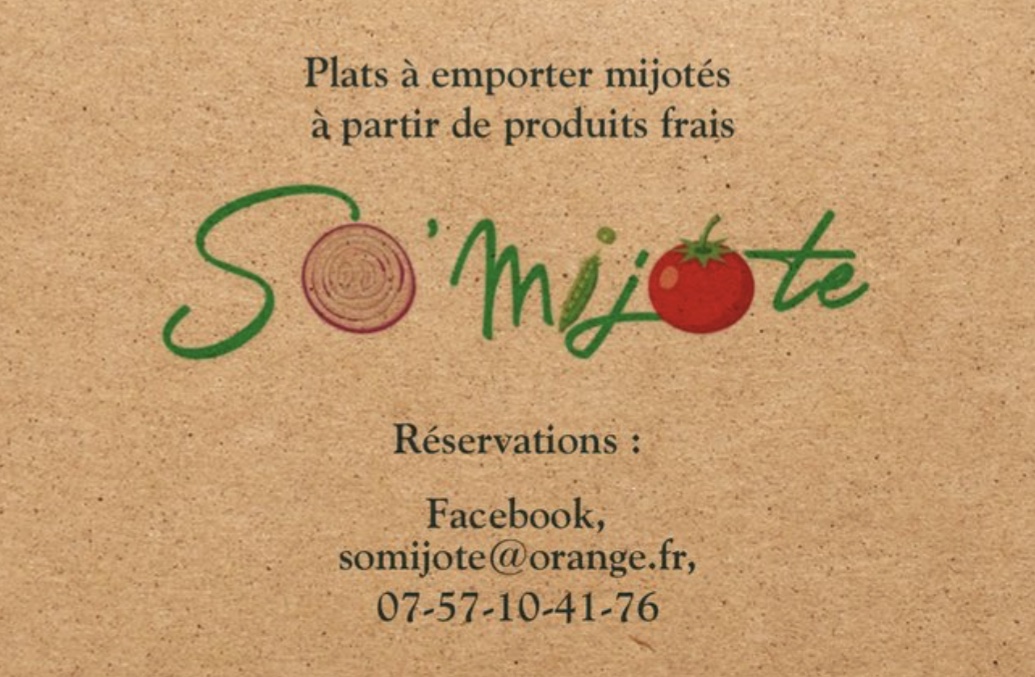 Plats à emporter mijotés
à partir de produits frais
So'Mijote
Réservations :
Facebook,
somijote@orange.fr,
07-57-10-41-76